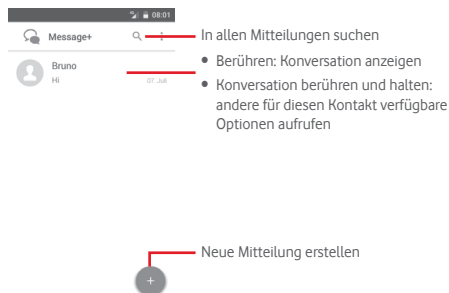 08:01
Message+
In allen Mitteilungen suchen
Bruno
Hi
07. Juli
• Berühren: Konversation anzeigen
• Konversation berühren und halten:
andere für diesen Kontakt verfügbare
Optionen aufrufen
Neue Mitteilung erstellen
+